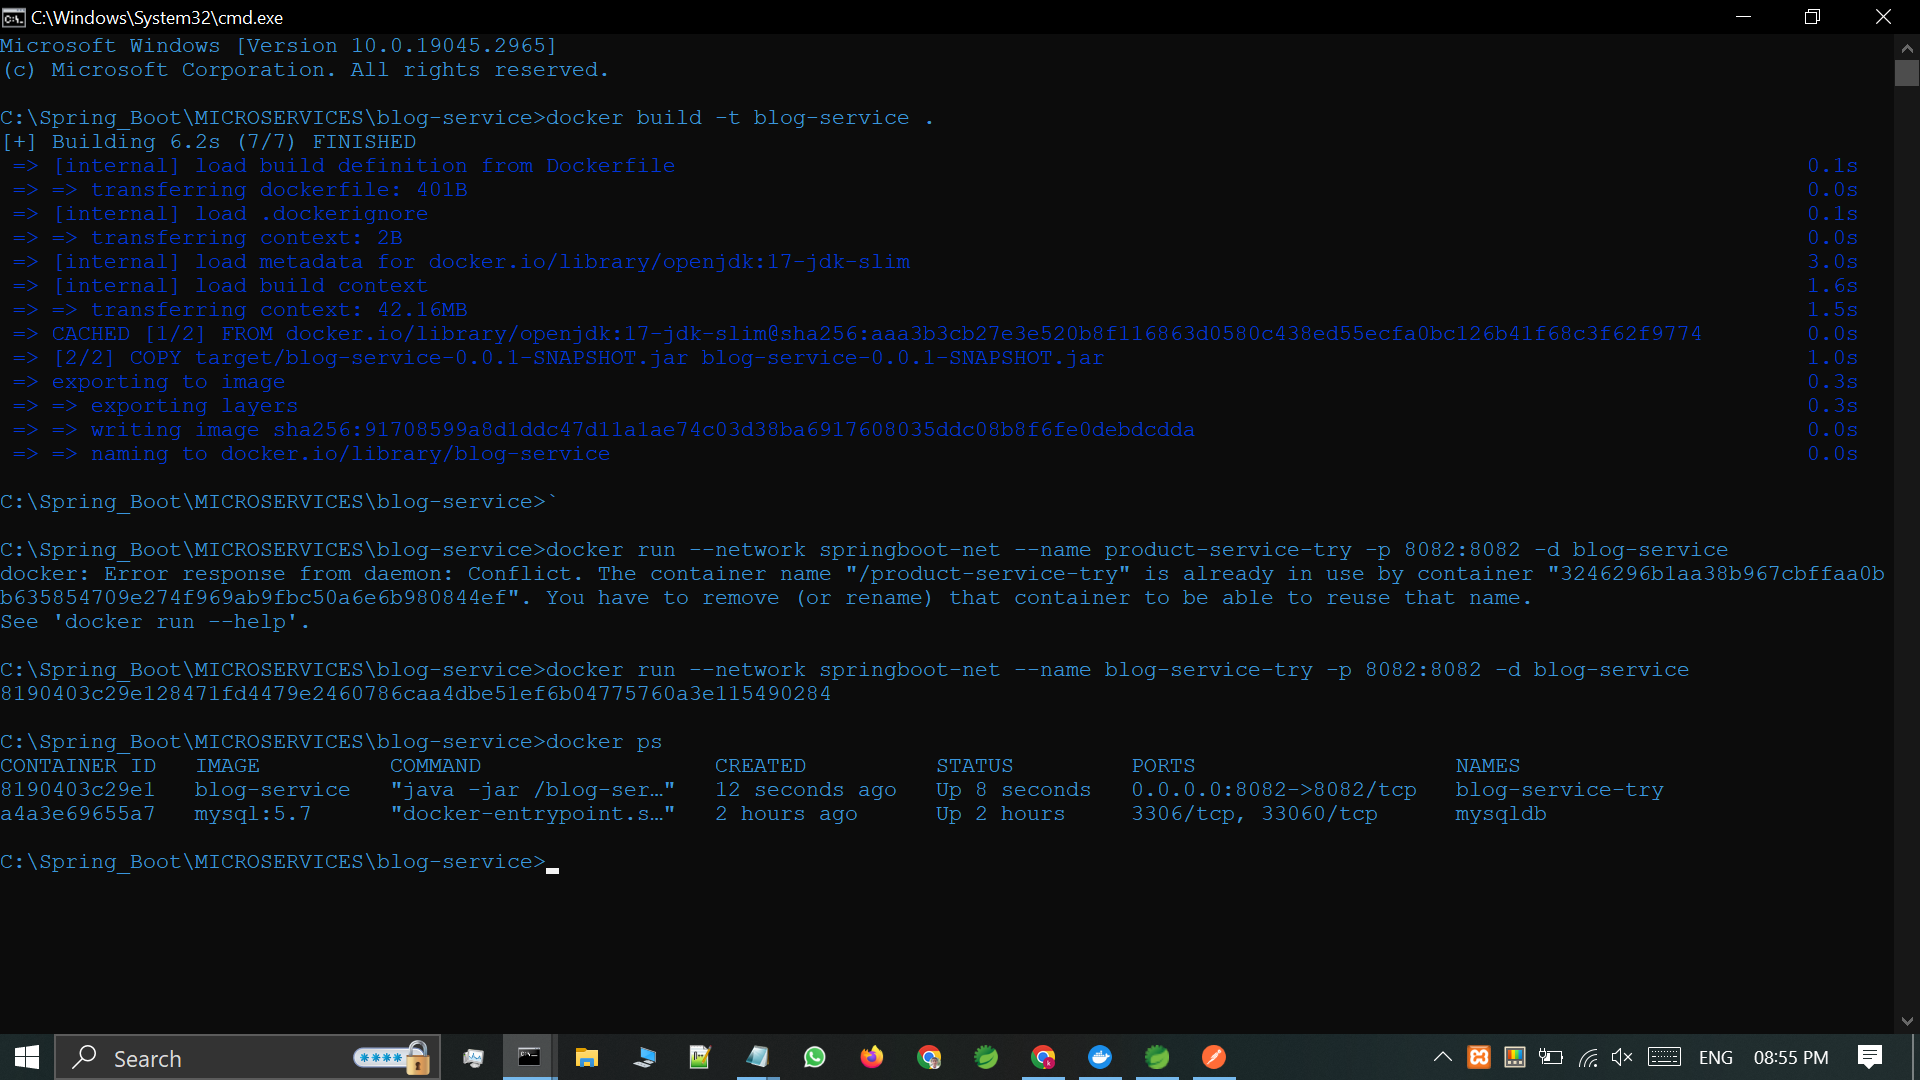 C:\Windows\System32\cmd.exe
Microsoft Windows [Version 10.0.19045.2965]
(c) Microsoft Corporation. All rights reserved.
C:\Spring_Boot\MICROSERVICES\blog-service>docker build -t blog-service .
[+] Building 6.2s (7/7) FINISHED
=> [internal] load build definition from Dockerfile 0.1s
=> => transferring dockerfile: 401B 0.0s
=> [internal] load .dockerignore 0.1s
=> => transferring context: 2B 0.0s
=> [internal] load metadata for docker.io/library/openjdk:17-jdk-slim 3.0s
=> [internal] load build context 1.6s
=> => transferring context: 42.16MB 1.5s
=> CACHED [1/2] FROM docker.io/library/openjdk:17-jdk-slim@sha256:aaa3b3cb27e3e520b8f116863d0580c438ed55ecfa0bc126b41f68c3f62f9774 0.0s
=> [2/2] COPY target/blog-service-0.0.1-SNAPSHOT.jar blog-service-0.0.1-SNAPSHOT.jar 1.0s
=> exporting to image 0.3s
=> => exporting layers 0.3s
=> => writing image sha256:91708599a8d1ddc47d11a1ae74c03d38ba6917608035ddc08b8f6fe0debdcdda 0.0s
=> => naming to docker.io/library/blog-service 0.0s
C:\Spring_Boot\MICROSERVICES\blog-service>`
C:\Spring_Boot\MICROSERVICES\blog-service>docker run --network springboot-net --name product-service-try -p 8082:8082 -d blog-service
docker: Error response from daemon: Conflict. The container name "/product-service-try" is already in use by container "3246296b1aa38b967cbffaa0b
b635854709e274f969ab9fbc50a6e6b980844ef". You have to remove (or rename) that container to be able to reuse that name.
See 'docker run --help'.
C:\Spring_Boot\MICROSERVICES\blog-service>docker run --network springboot-net --name blog-service-try -p 8082:8082 -d blog-service
8190403c29e128471fd4479e2460786caa4dbe51ef6b04775760a3e115490284
C:\Spring_Boot\MICROSERVICES\blog-service>docker ps
CONTAINER ID IMAGE COMMAND CREATED STATUS PORTS NAMES
8190403c29e1 blog-service "java -jar /blog-ser…" 12 seconds ago Up 8 seconds 0.0.0.0:8082->8082/tcp blog-service-try
a4a3e69655a7 mysql:5.7 "docker-entrypoint.s…" 2 hours ago Up 2 hours 3306/tcp, 33060/tcp mysqldb
C:\Spring_Boot\MICROSERVICES\blog-service>
Search
ENG
08:55 PM